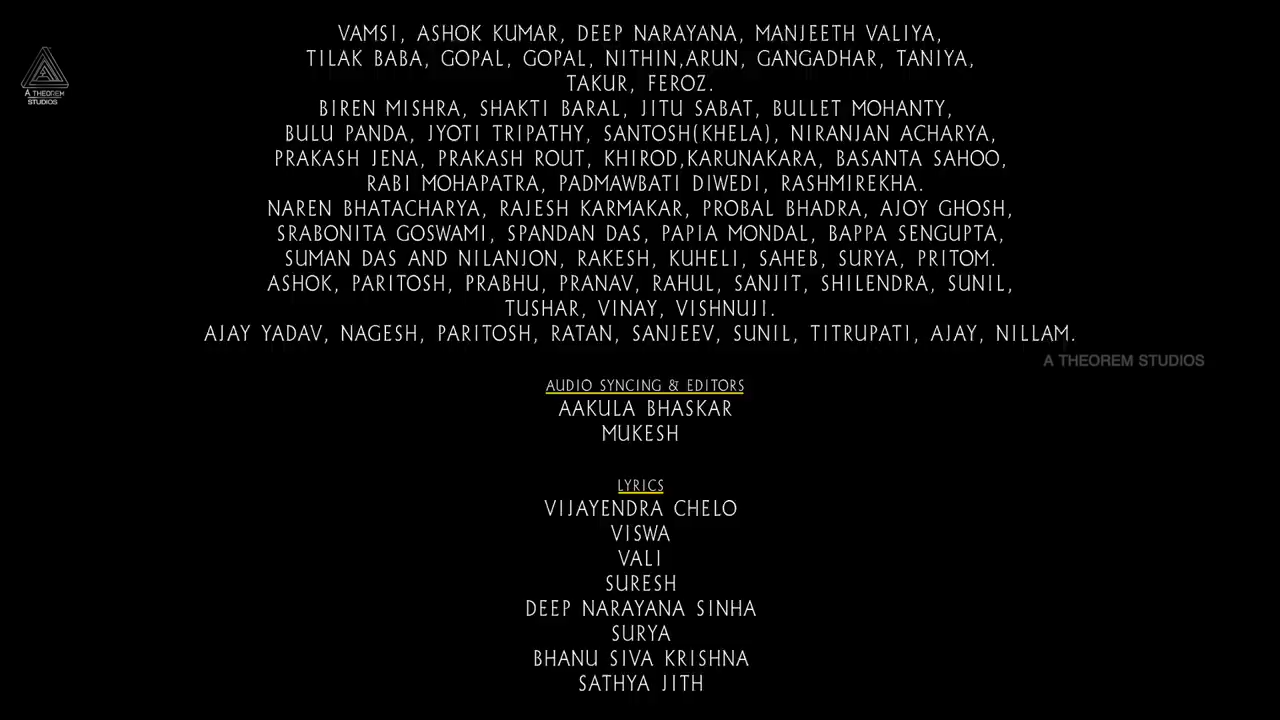 VAMSI, ASHOK KUMAR, DEEP NARAYANA, MANJEETH VALIYA,
TILAK BABA, GOPAL, GOPAL, NITHIN,ARUN, GANGADHAR, TANIYA,
TAKUR, FEROZ.
BIREN MISHRA, SHAKTI BARAL, JITU SABAT, BULLET MOHANTY,
BULU PANDA, JYOTI TRIPATHY, SANTOSH(KHELA), NIRANJAN ACHARYA,
PRAKASH JENA, PRAKASH ROUT, KHIROD,KARUNAKARA, BASANTA SAHOO,
RABI MOHAPATRA, PADMAWBATI DIWEDI, RASHMIREKHA.
NAREN BHATACHARYA, RAJESH KARMAKAR, PROBAL BHADRA, AJOY GHOSH,
SRABONITA GOSWAMI, SPANDAN DAS, PAPIA MONDAL, BAPPA SENGUPTA,
SUMAN DAS AND NILANJON, RAKESH, KUHELI, SAHEB, SURYA, PRITOM.
ASHOK, PARITOSH, PRABHU, PRANAV, RAHUL, SANJIT, SHILENDRA, SUNIL,
TUSHAR, VINAY, VISHNUJI.
AJAY YADAV, NAGESH, PARITOSH, RATAN, SANJEEV, SUNIL, TITRUPATI, AJAY, NILLAM.
A THEOREM
STUDIOS
A THEOREM STUDIOS
AUDIO SYNCING & EDITORS
AAKULA BHASKAR
MUKESH
LYRICS
VIJAYENDRA CHELO
VISWA
VALI
SURESH
DEEP NARAYANA SINHA
SURYA
BHANU SIVA KRISHNA
SATHYA JITH